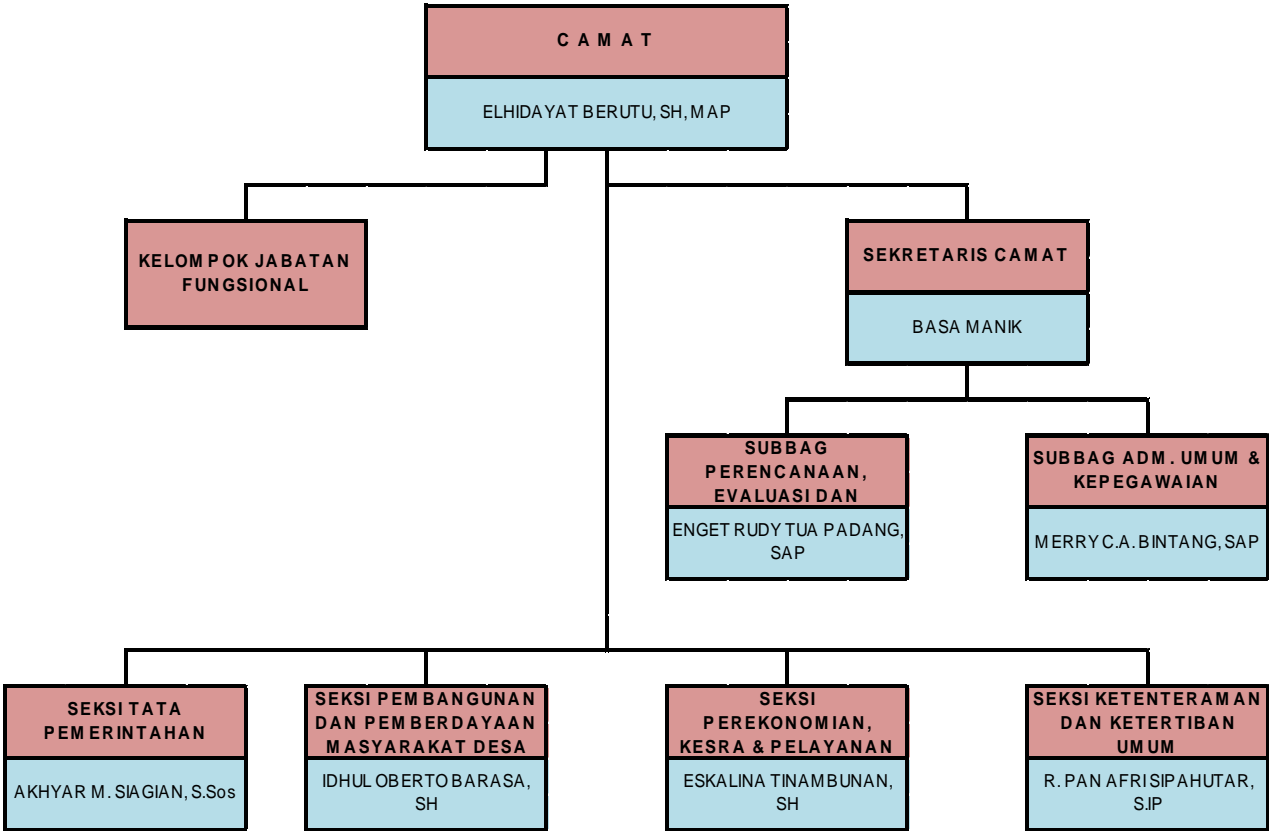 CAMAT
ELHIDAYAT BERUTU, SH, MAP
KELOMPOK JABATAN
FUNGSIONAL
SEKRETARIS CAMAT
BASA MANIK
SUBBAG
PERENCANAAN,
EVALUASI DAN
ENGET RUDY TUA PADANG,
SAP
SUBBAG ADM. UMUM &
KEPEGAWAIAN
MERRY C.A. BINTANG, SAP
SEKSI TATA
PEMERINTAHAN
AKHYAR M. SIAGIAN, S.Sos
SEKSI PEMBANGUNAN
DAN PEMBERDAYAAN
MASYARAKAT DESA
IDHUL OBERTO BARASA,
SH
SEKSI
PEREKONOMIAN,
KESRA & PELAYANAN
ESKALINA TINAMBUNAN,
SH
SEKSI KETENTERAMAN
DAN KETERTIBAN
UMUM
R. PAN AFRI SIPAHUTAR,
S.IP